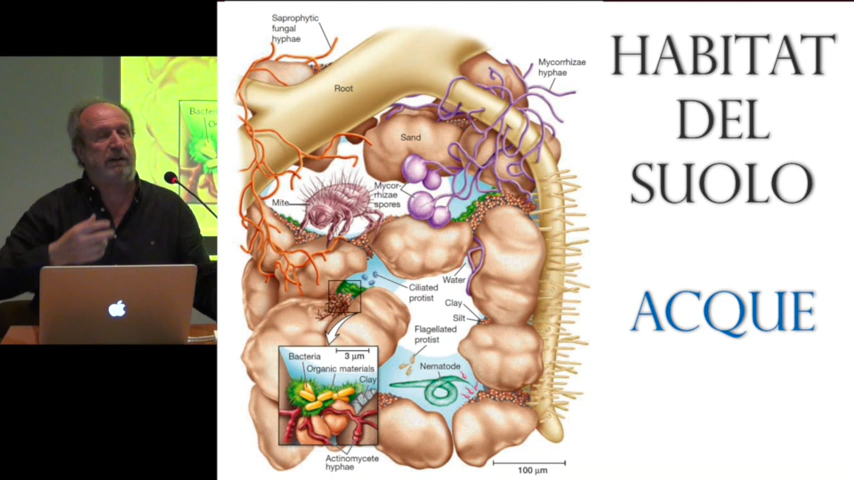 Saprophytic
fungal
hyphae
Mycorrhizae
hyphae
Root
Sand
Mycor-
rhizae
spores
Mite
Water
Ciliated
protist
Clay
Silt
Flagellated
protist
Nematode
3 µm
Bacteria
Organic materials
Clay
Actinomycete
hyphae
100 µm
HABITAT
DEL
SUOLO
ACQUE
Bacteria